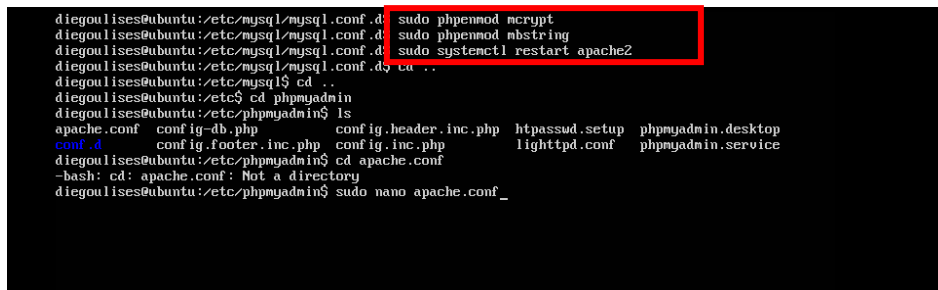 diegoulises@ubuntu:/etc/mysql/mysql.conf.d$ sudo phpenmod mcrypt
diegoulises@ubuntu:/etc/mysql/mysql.conf.d$ sudo phpenmod mbstring
diegoulises@ubuntu:/etc/mysql/mysql.conf.d$ sudo systemctl restart apache2
diegoulises@ubuntu:/etc/mysql/mysql.conf.d$ cd ..
diegoulises@ubuntu:/etc/mysql$ cd ..
diegoulises@ubuntu:/etc$ cd phpmyadmin
diegoulises@ubuntu:/etc/phpmyadmin$ ls
apache.conf config-db.php config.header.inc.php htpasswd.setup phpmyadmin.desktop
conf.d config.footer.inc.php config.inc.php lighttpd.conf phpmyadmin.service
diegoulises@ubuntu:/etc/phpmyadmin$ cd apache.conf
-bash: cd: apache.conf: Not a directory
diegoulises@ubuntu:/etc/phpmyadmin$ sudo nano apache.conf_